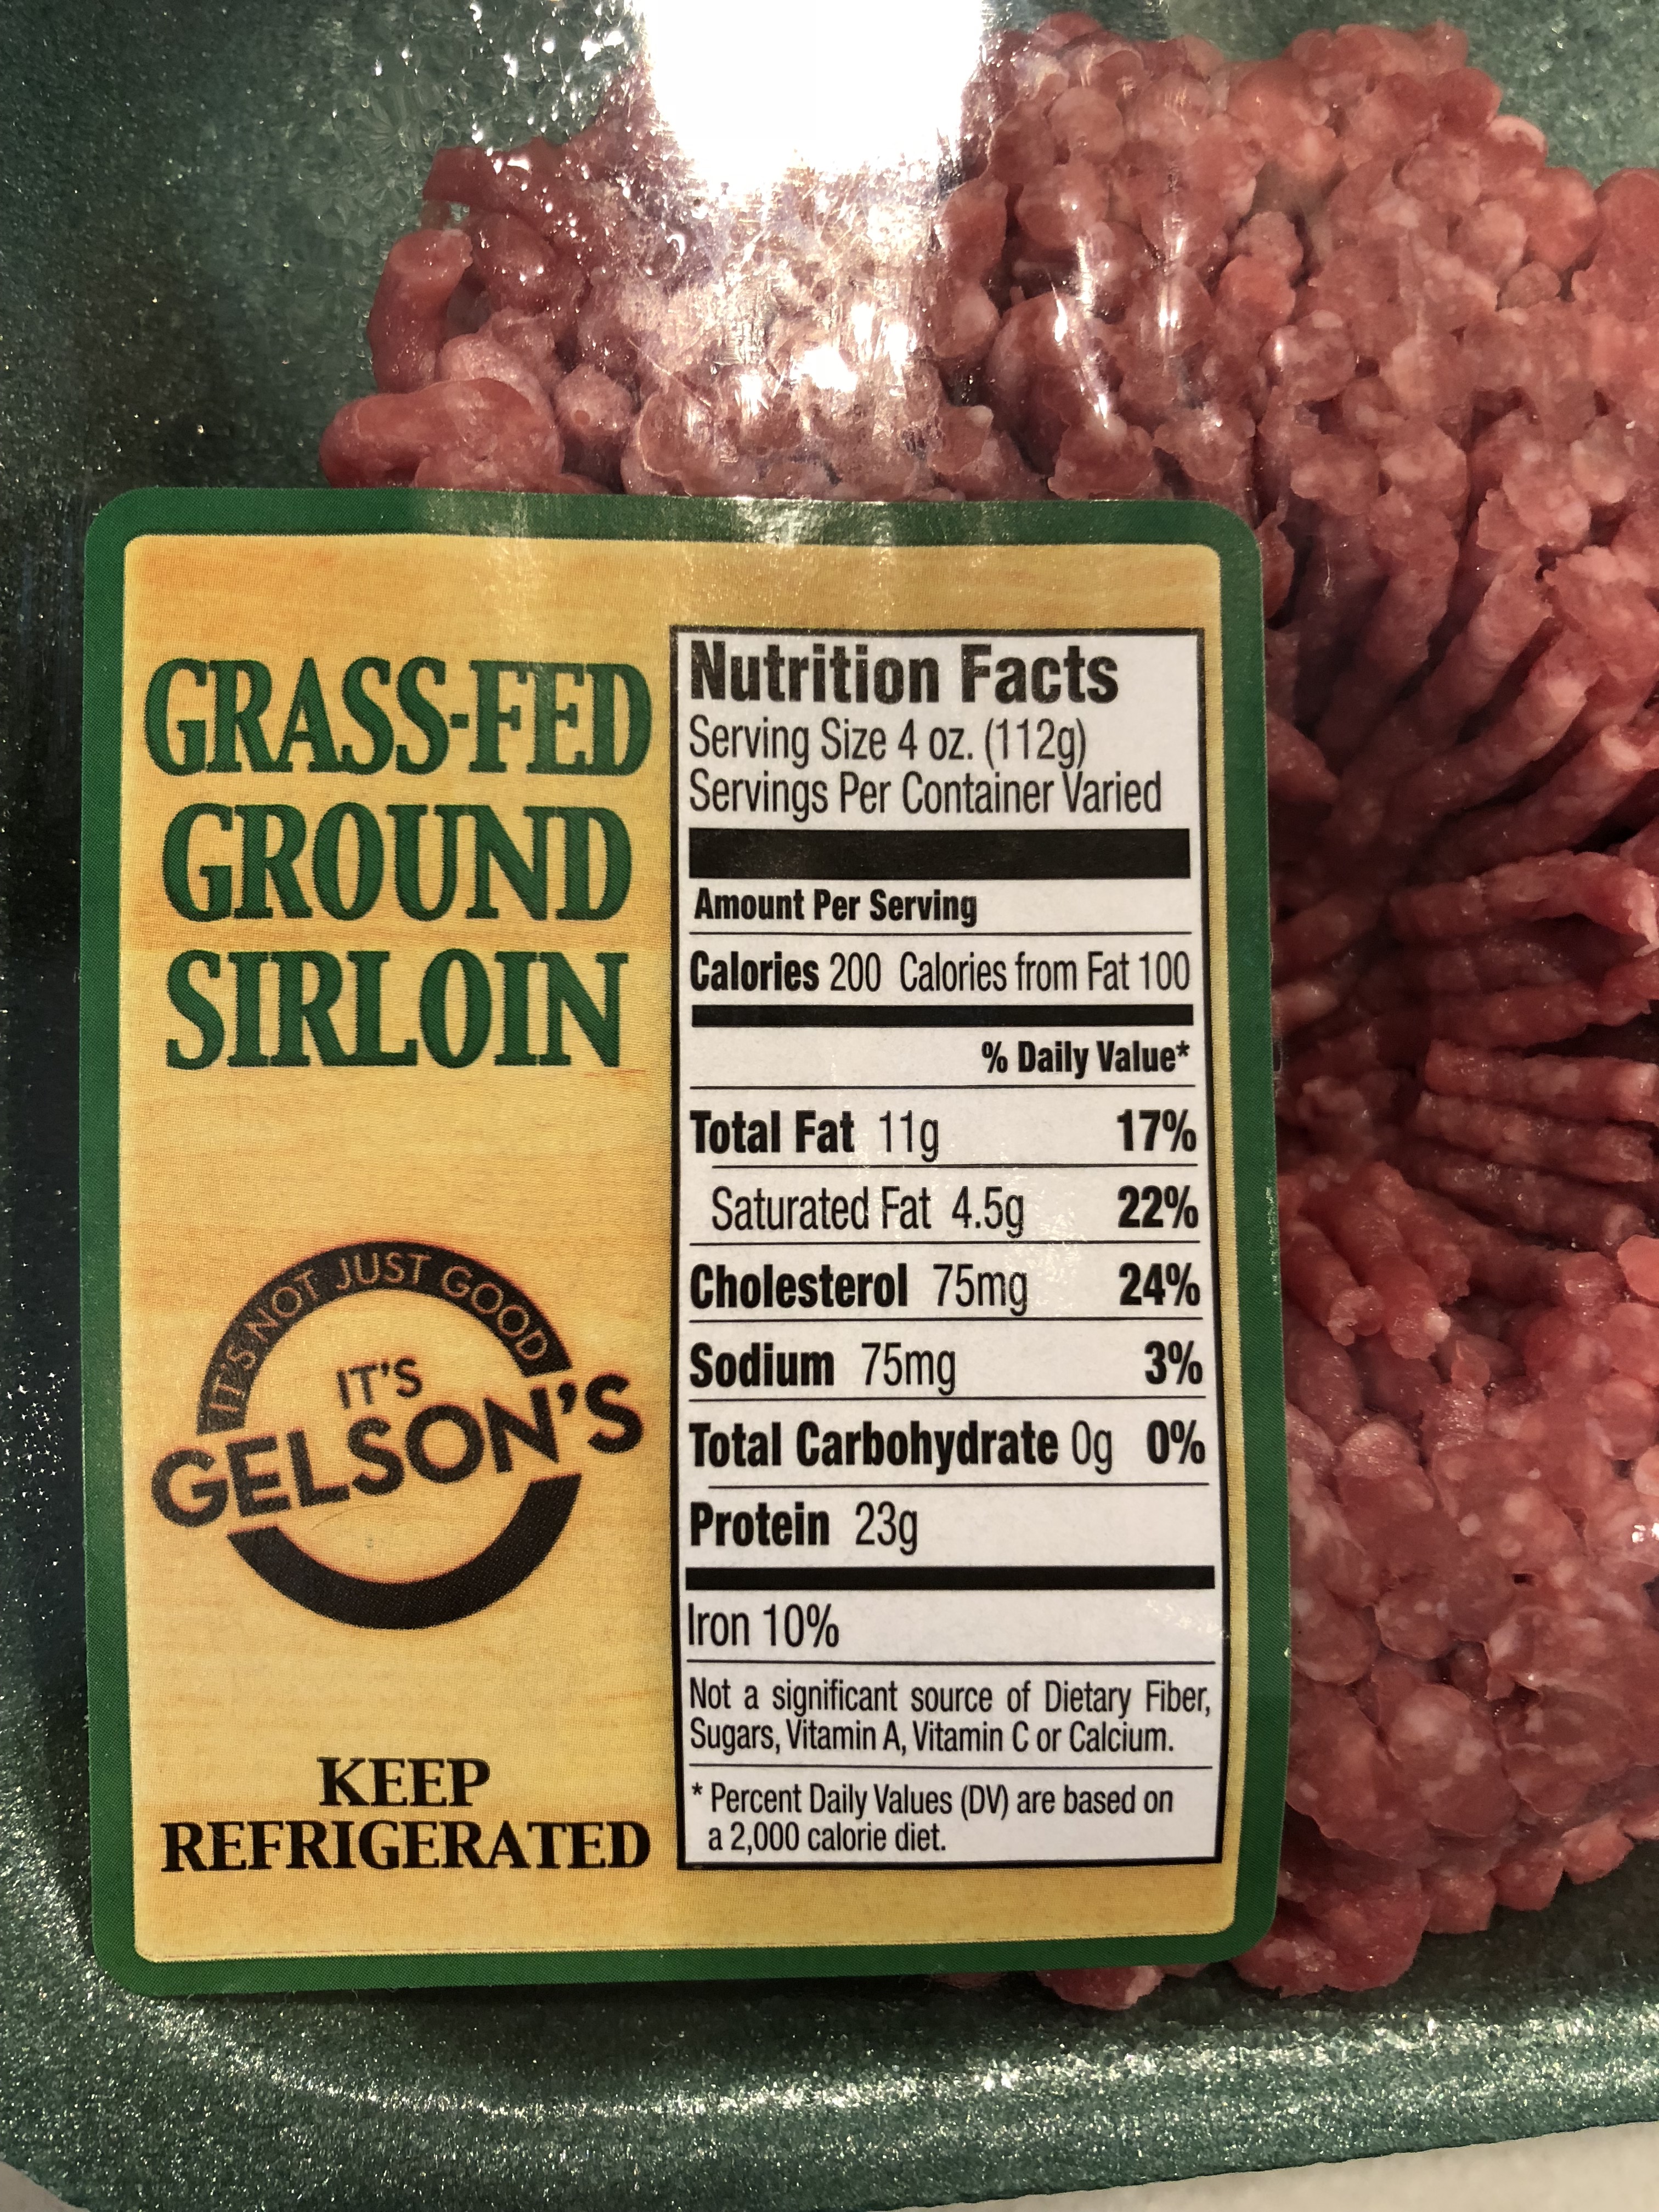 GRASS-FED
GROUND
SIRLOIN
IT'S NOT JUST GOOD
IT'S
GELSON'S
KEEP
REFRIGERATED
Nutrition Facts
Serving Size 4 oz. (112g)
Servings Per Container Varied
Amount Per Serving
Calories 200 Calories from Fat 100
% Daily Value*
Total Fat 11g 17%
Saturated Fat 4.5g 22%
Cholesterol 75mg 24%
Sodium 75mg 3%
Total Carbohydrate 0g 0%
Protein 23g
Iron 10%
Not a significant source of Dietary Fiber,
Sugars, Vitamin A, Vitamin C or Calcium.
* Percent Daily Values (DV) are based on
a 2,000 calorie diet.